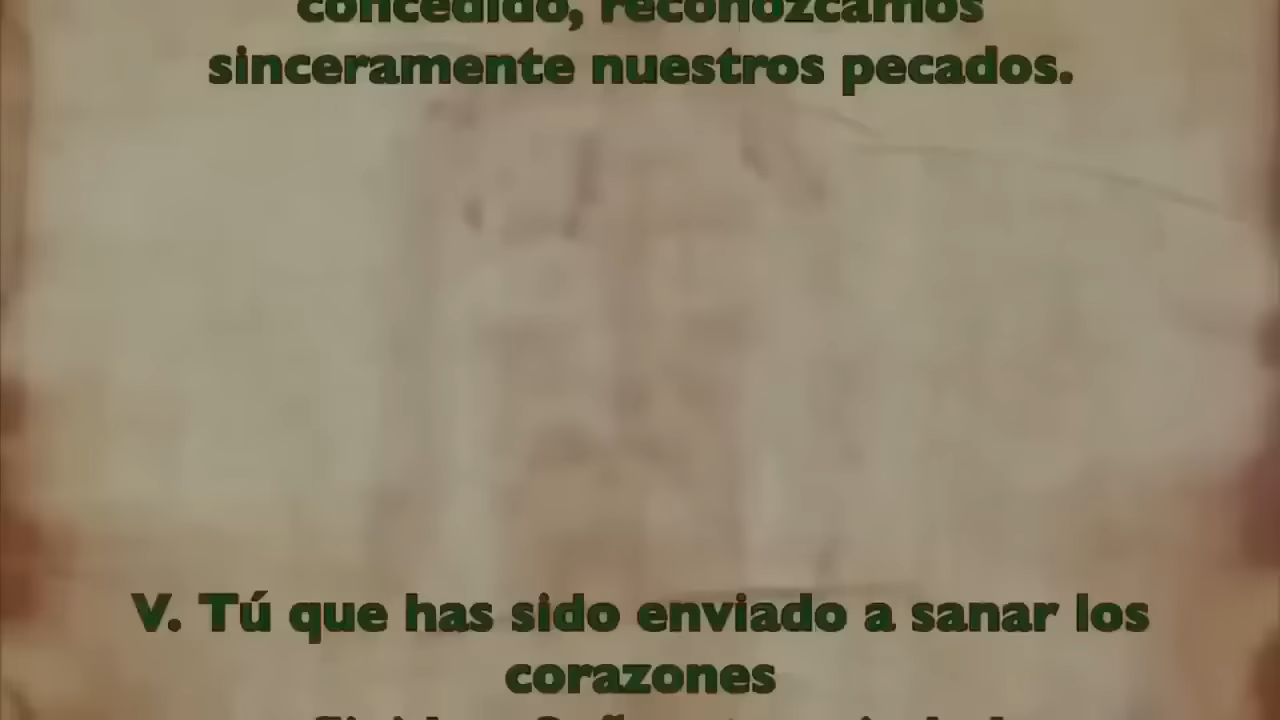 concedido, reconozcamos
sinceramente nuestros pecados.
V. Tú que has sido enviado a sanar los
corazones